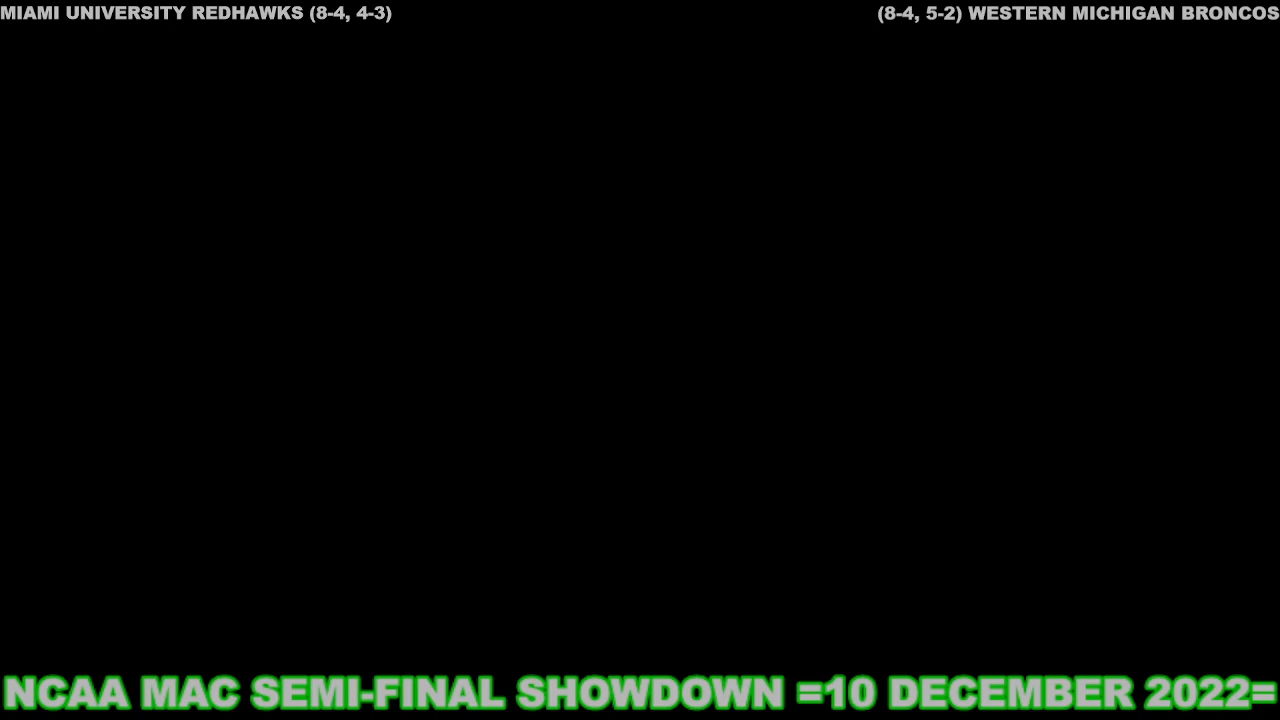 MIAMI UNIVERSITY REDHAWKS (8-4, 4-3)
(8-4, 5-2) WESTERN MICHIGAN BRONCOS
NCAA MAC SEMI-FINAL SHOWDOWN =10 DECEMBER 2022=